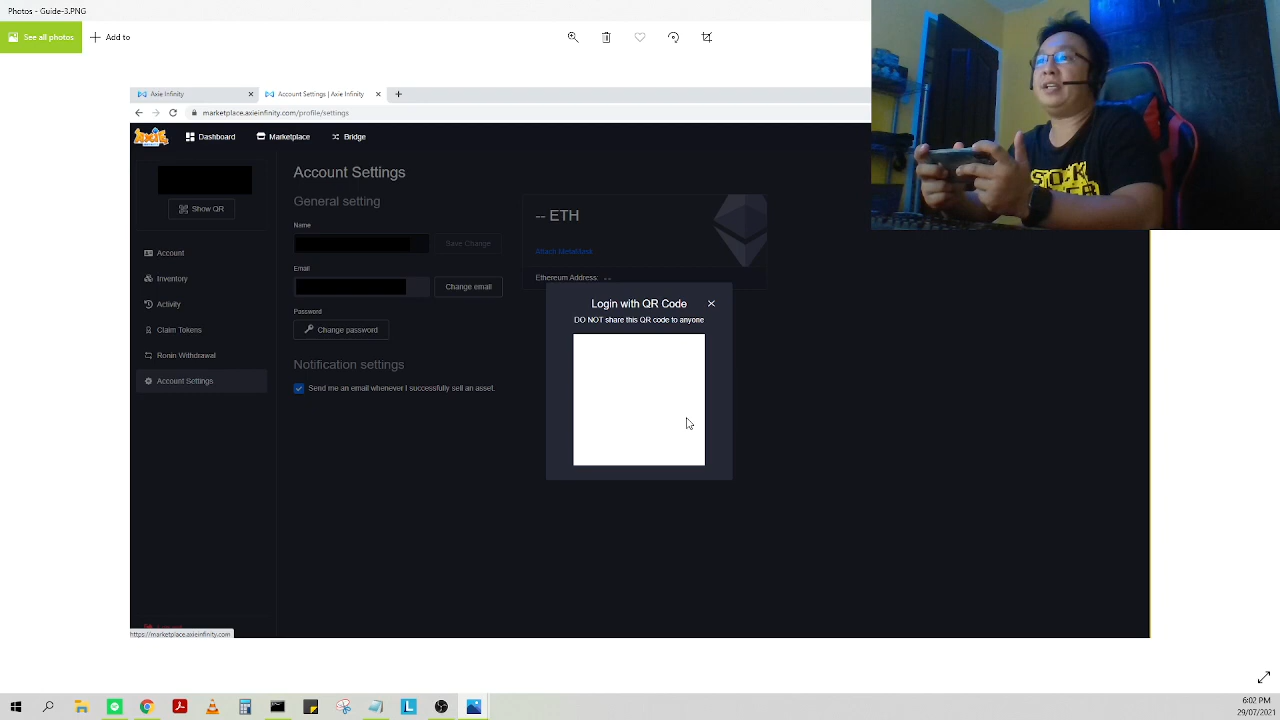 Photos - Guide-3.PNG
See all photos
Add to
Axie Infinity
Account Settings | Axie Infinity
marketplace.axieinfinity.com/profile/settings
AXIE
Dashboard
Marketplace
Bridge
Show QR
Account
Inventory
Activity
Claim Tokens
Ronin Withdrawal
Account Settings
Account Settings
General setting
Name
Save Change
Email
Change email
Password
Change password
Notification settings
Send me an email whenever I successfully sell an asset.
-- ETH
Attach MetaMask
Ethereum Address: --
Login with QR Code
DO NOT share this QR code to anyone
https://marketplace.axieinfinity.com
6:02 PM
29/07/2021